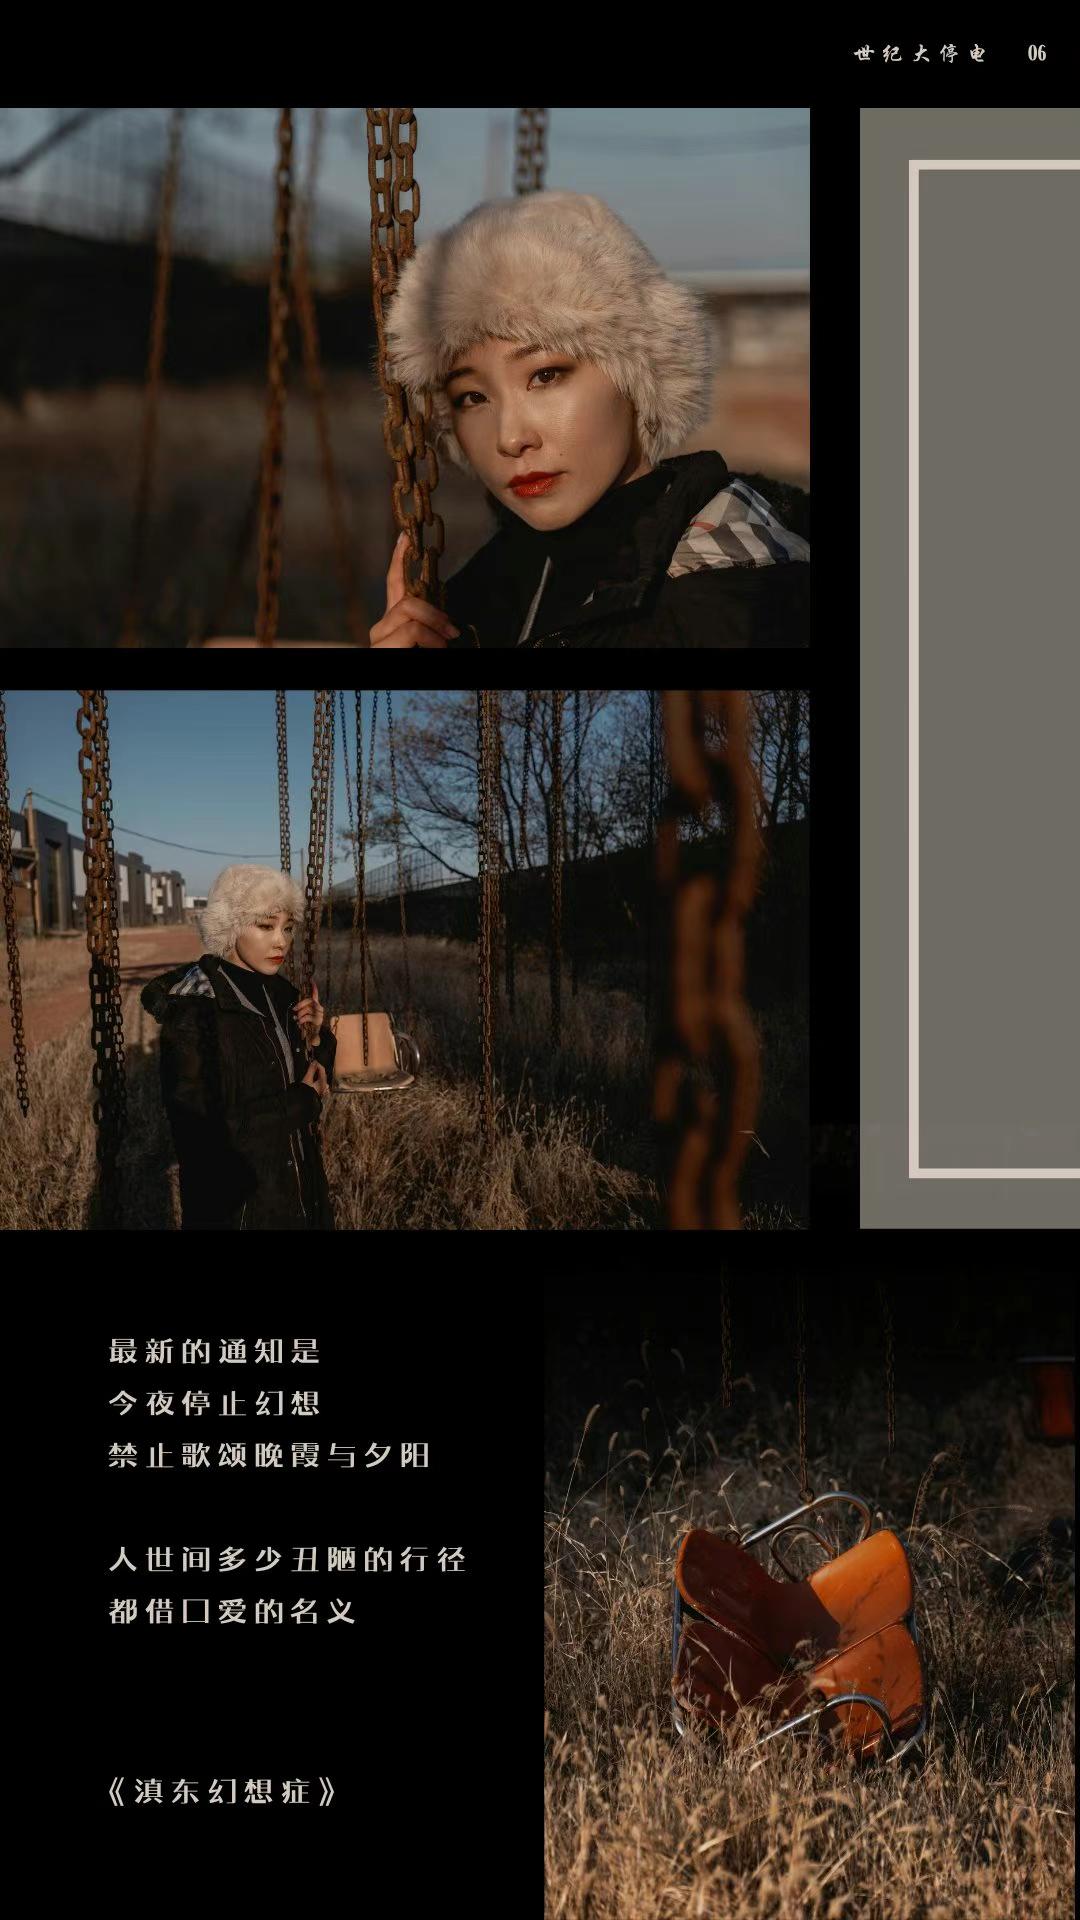 世纪大停电 06
最新的通知是
今夜停止幻想
禁止歌颂晚霞与夕阳
人世间多少丑陋的行径
都借口爱的名义
《滇东幻想症》